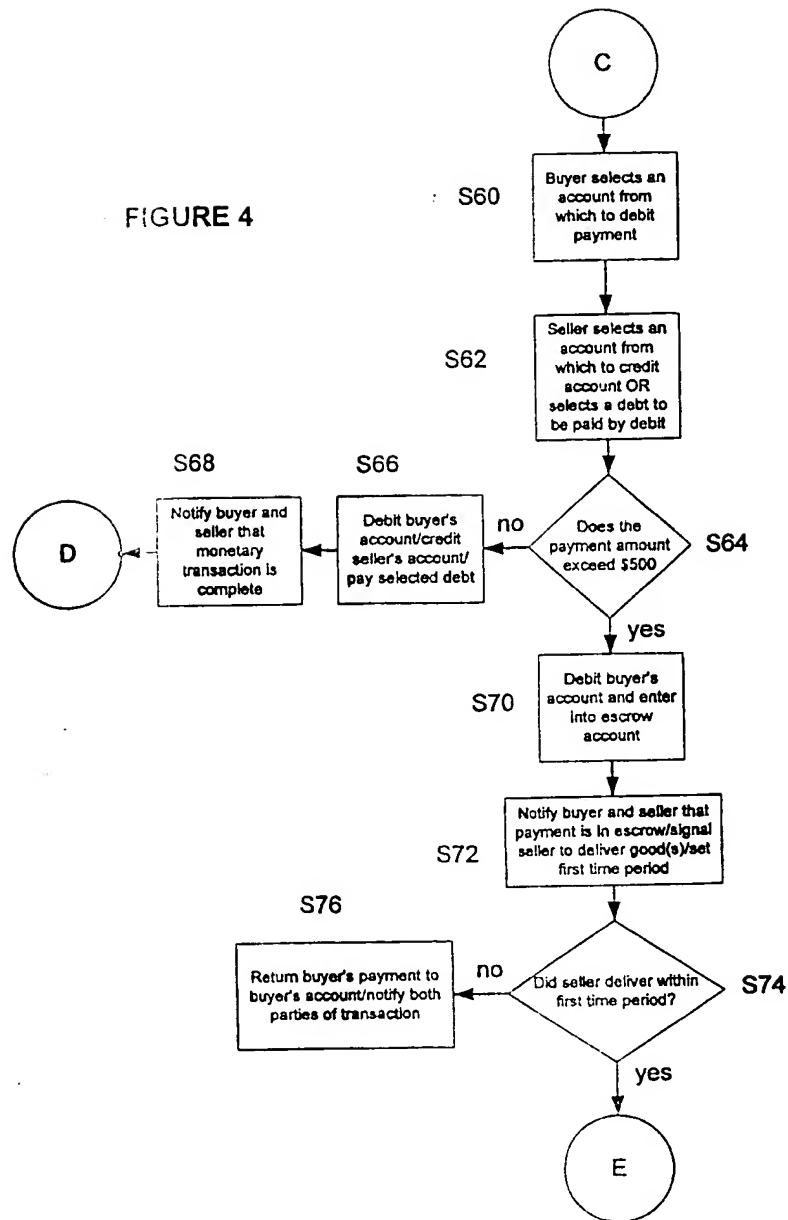 C
S60
Buyer selects an
account from
which to debit
payment
FIGURE 4
S62
Seller selects an
account from
which to credit
account OR
selects a debt to
be paid by debit
S68
S66
D
Notify buyer and
seller that
monetary
transaction is
complete
Debit buyer's
account/credit
seller's account/
pay selected debt
no
Does the
payment amount
exceed $500
S64
yes
S70
Debit buyer's
account and enter
into escrow
account
S72
Notify buyer and seller that
payment is in escrow/signal
seller to deliver good(s)/set
first time period
S76
Return buyer's payment to
buyer's account/notify both
parties of transaction
no
Did seller deliver within
first time period?
S74
yes
E